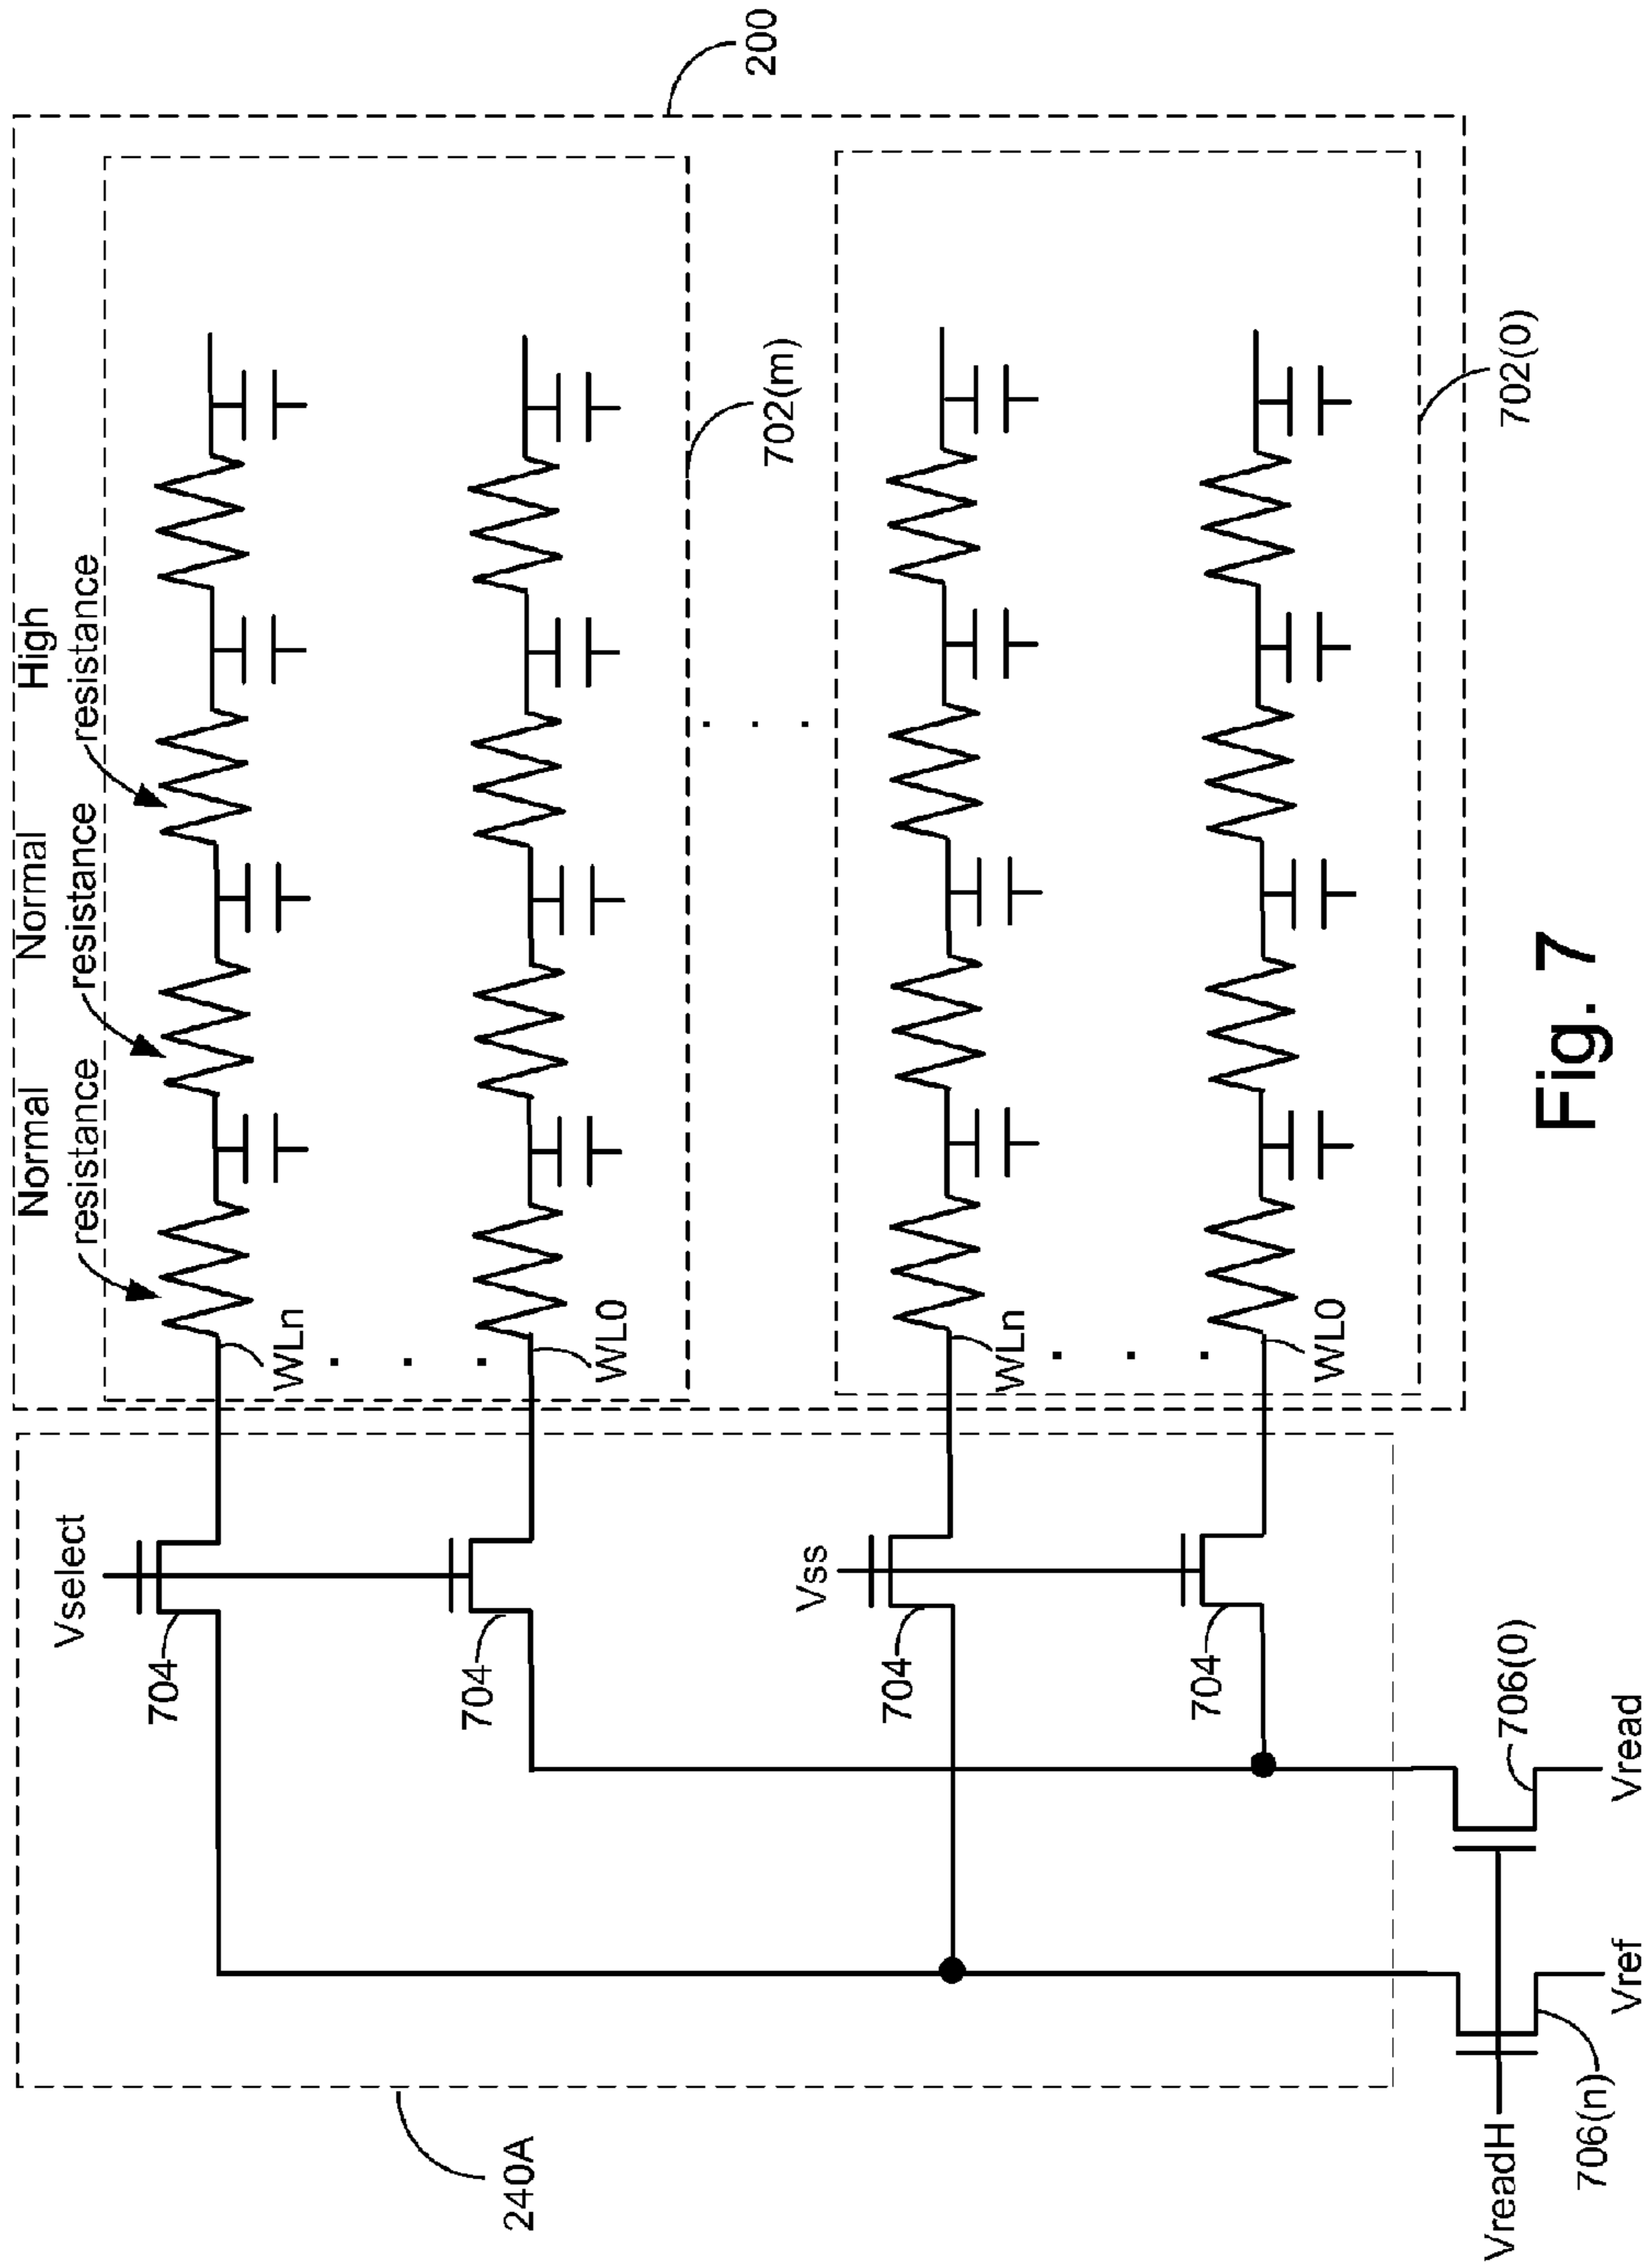 Normal
resistance
Normal
resistance
High
resistance
200
Vselect
704
704
WLn
WL0
702(m)
Vss
704
704
WLn
WL0
702(0)
240A
VreadH
706(n)
Vref
706(0)
Vread
Fig. 7